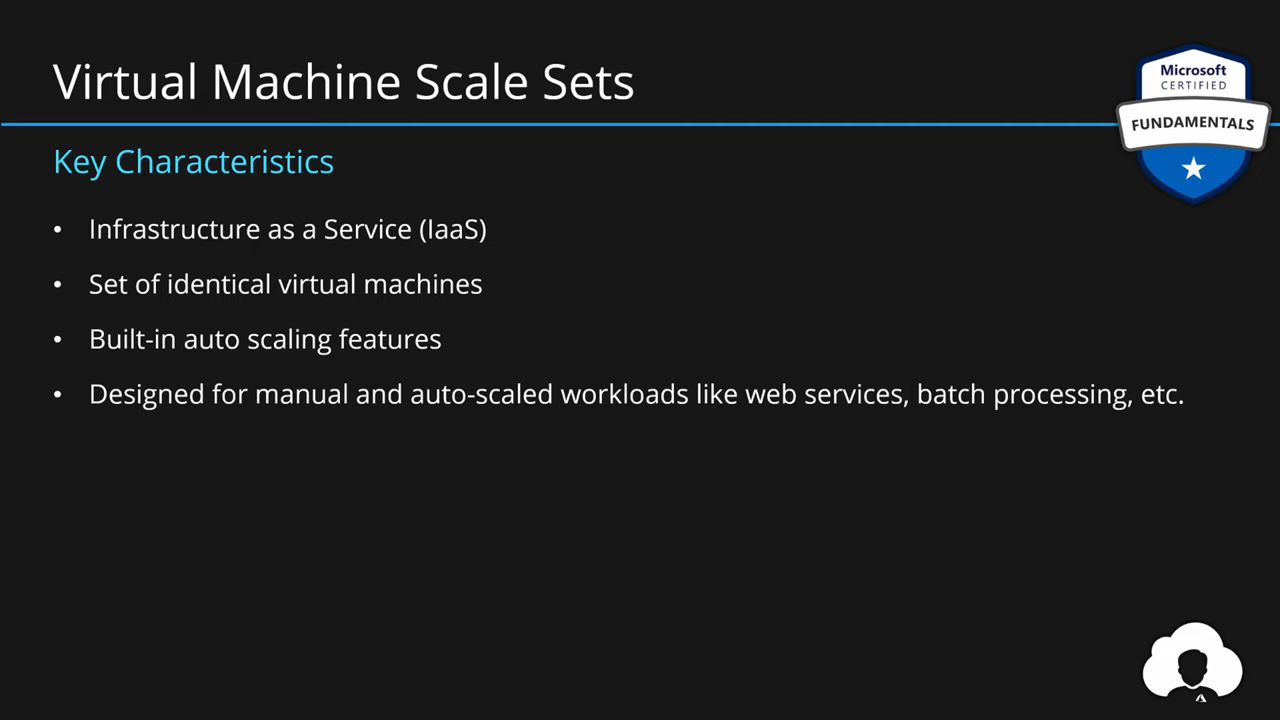 Virtual Machine Scale Sets
Microsoft
CERTIFIED
FUNDAMENTALS
Key Characteristics
• Infrastructure as a Service (IaaS)
• Set of identical virtual machines
• Built-in auto scaling features
• Designed for manual and auto-scaled workloads like web services, batch processing, etc.